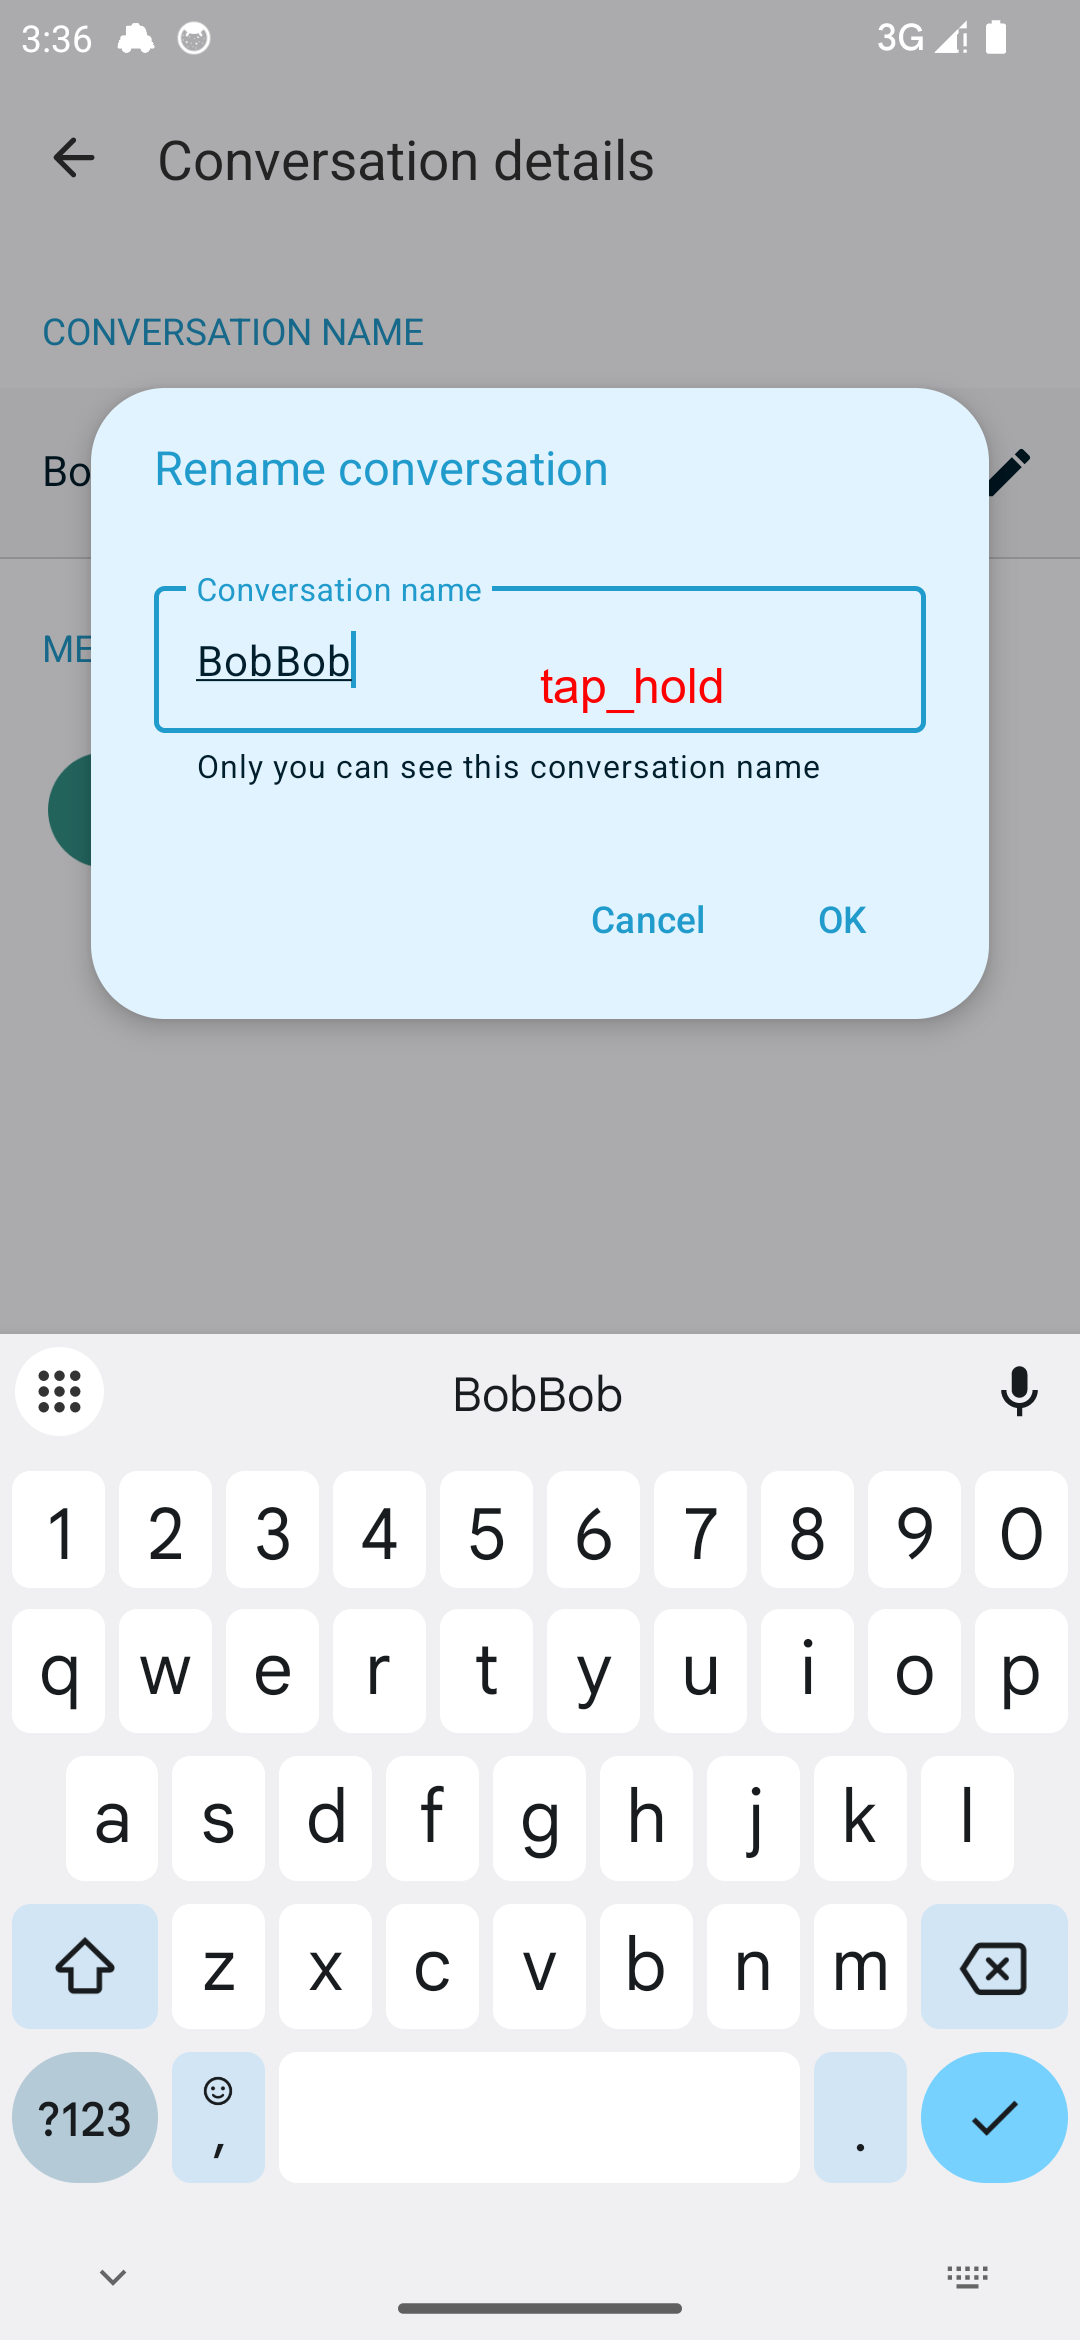 3:36
3G
Conversation details
CONVERSATION NAME
Bo
Rename conversation
Conversation name
BobBob
tap_hold
Only you can see this conversation name
ME
Cancel OK
BobBob
1 2 3 4 5 6 7 8 9 0
q w e r t y u i o p
a s d f g h j k l
z x c v b n m
?123 , .